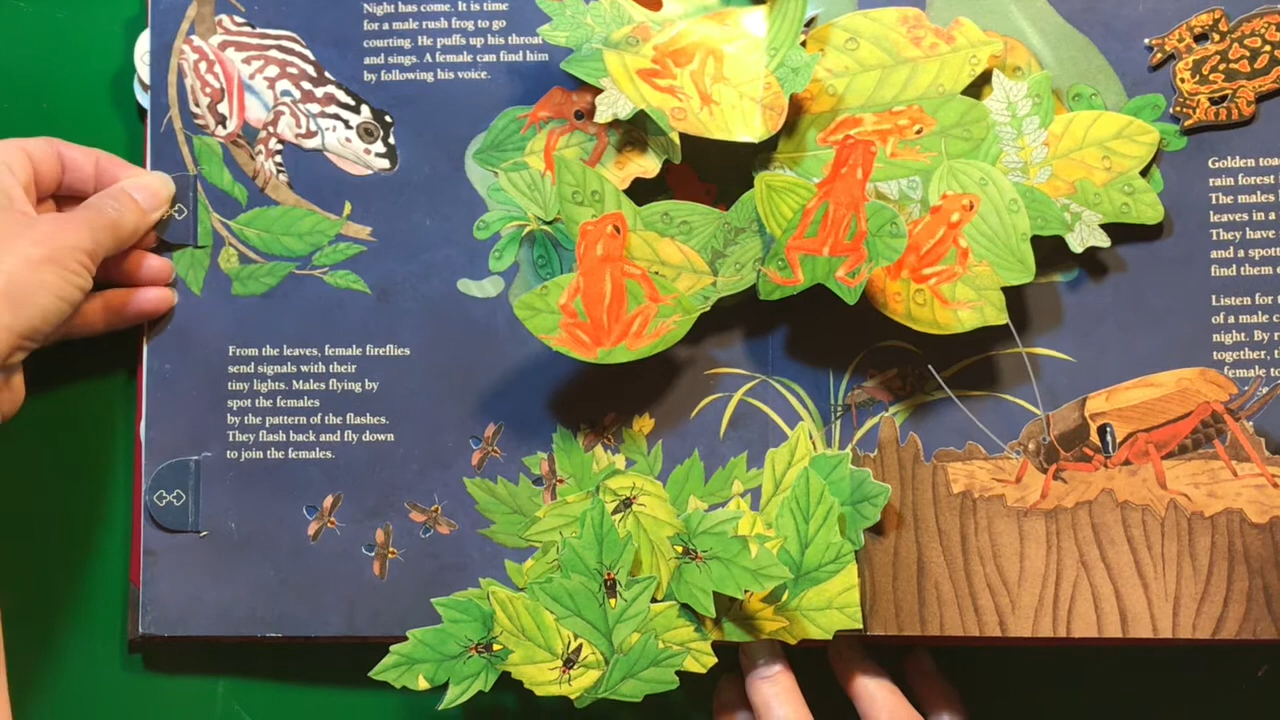 Night has come. It is time
for a male rush frog to go
courting. He puffs up his throat
and sings. A female can find him
by following his voice.
From the leaves, female fireflies
send signals with their
tiny lights. Males flying by
spot the females
by the pattern of the flashes.
They flash back and fly down
to join the females.
Golden toa
rain forest
The males
leaves in a
They have
and a spott
find them
Listen for
of a male c
night. By r
together, t
female to